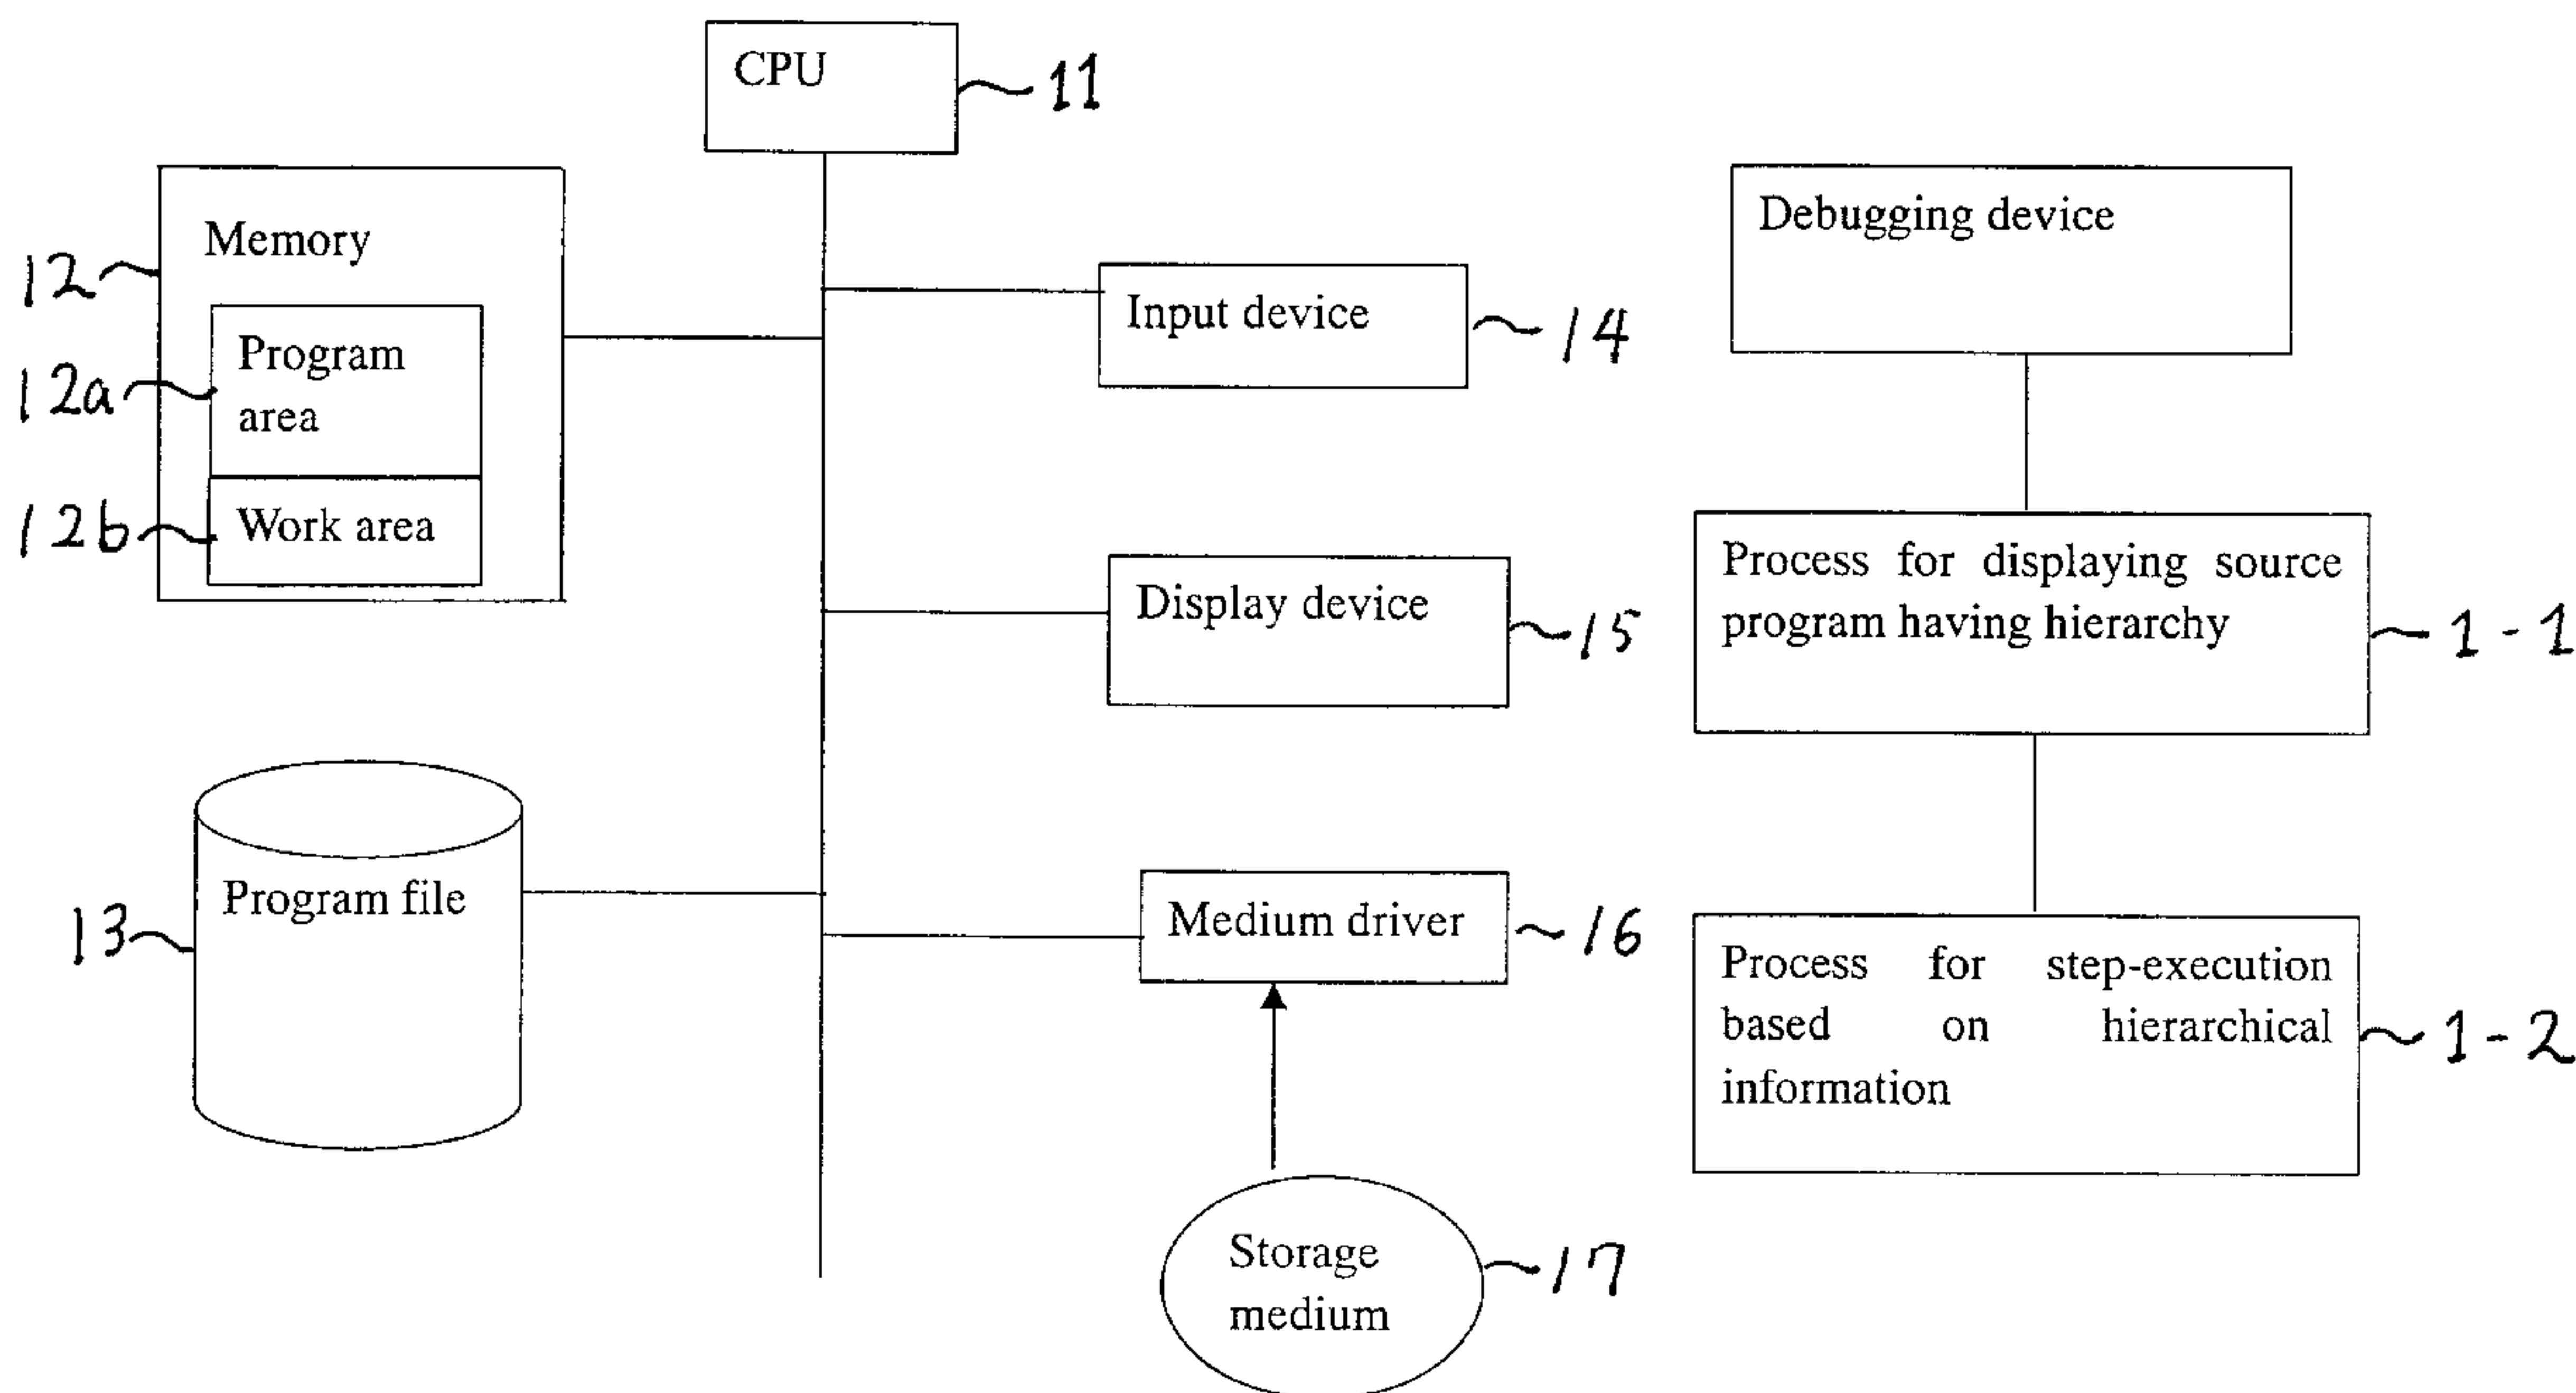 CPU
11
Memory
12
Program
area
12a
Work area
12b
Program file
13
Input device
14
Display device
15
Medium driver
16
Storage
medium
17
Debugging device
Process for displaying source
program having hierarchy
1-1
Process for step-execution
based on hierarchical
information
1-2